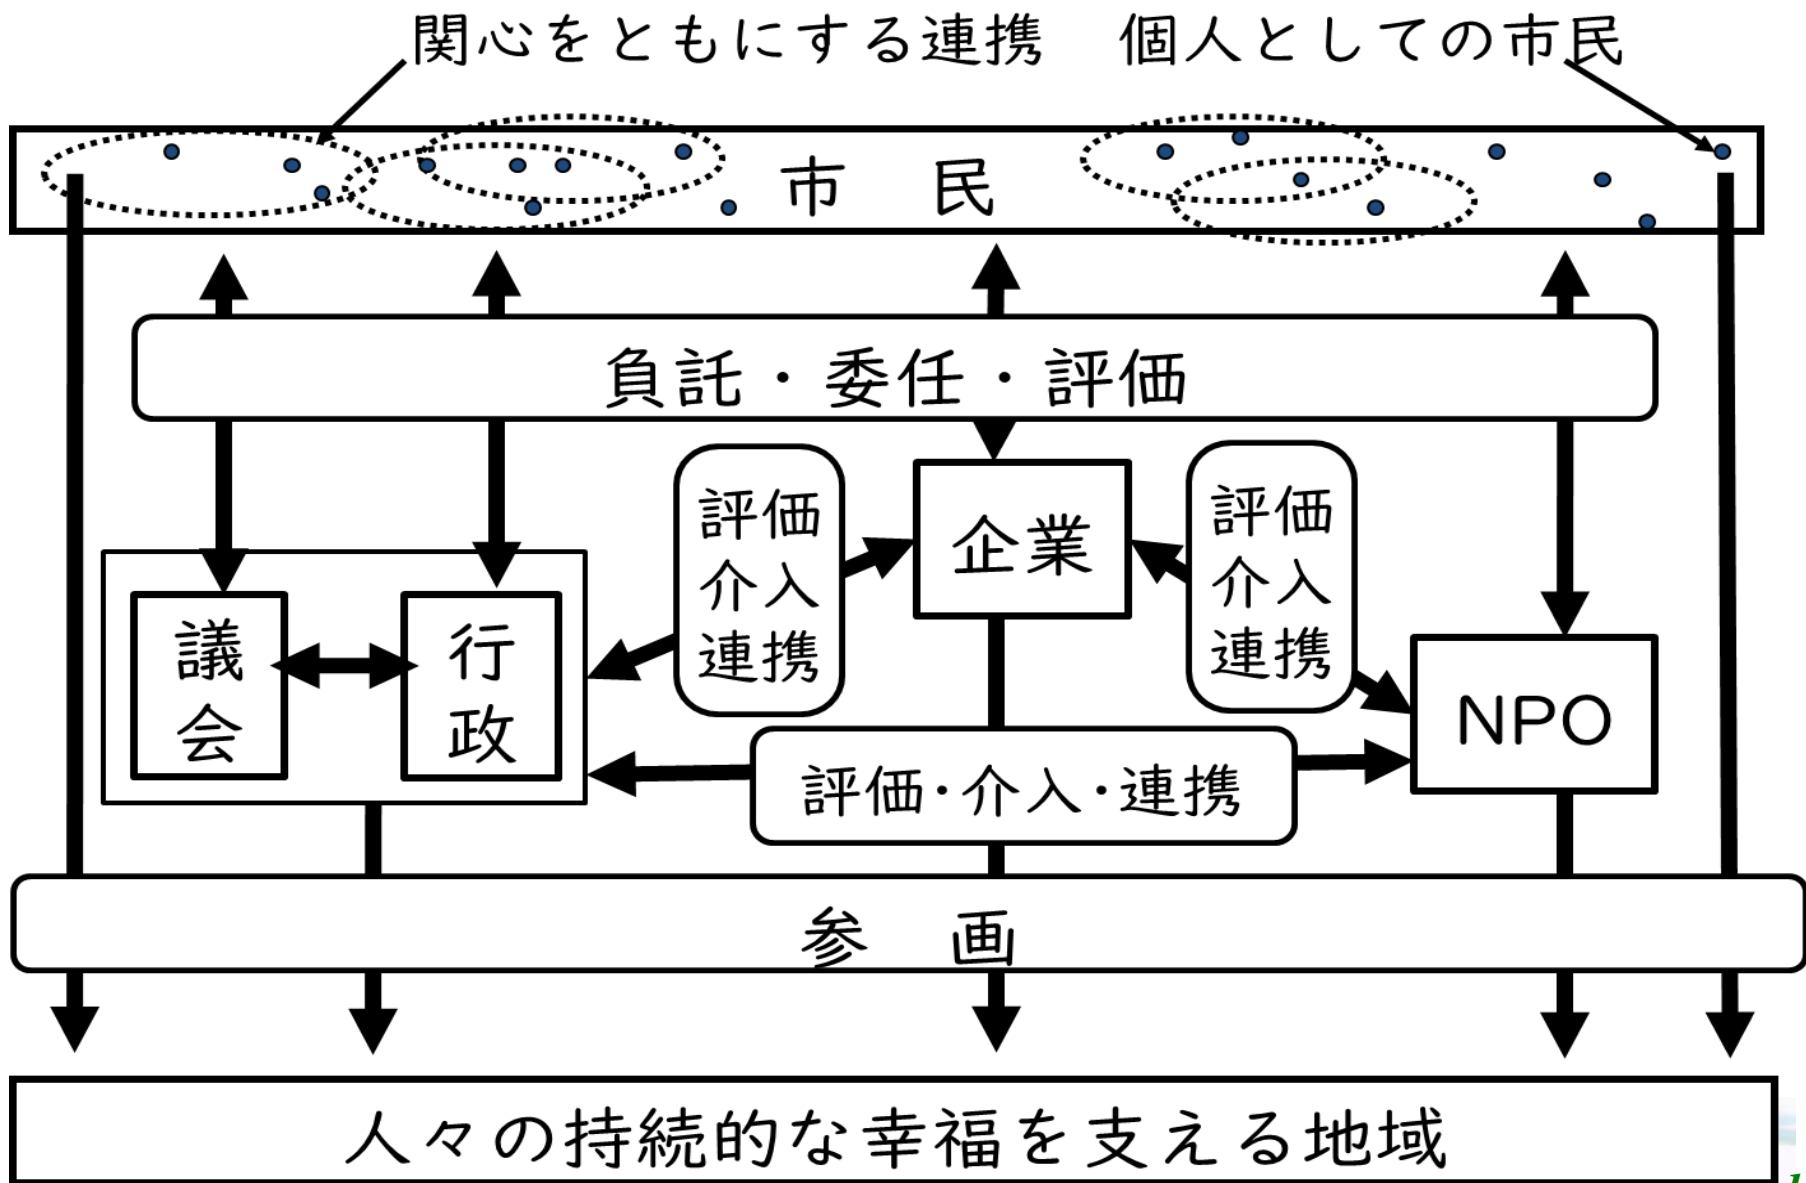 関心をともにする連携　個人としての市民
市　民
負託・委任・評価
評価
介入
連携
企業
評価
介入
連携
議会
行政
NPO
評価・介入・連携
参　画
人々の持続的な幸福を支える地域